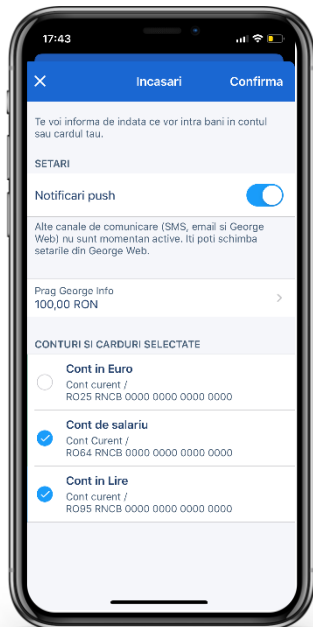 17:43
Incasari
Confirma
Te voi informa de indata ce vor intra bani in contul
sau cardul tau.
SETARI
Notificari push
Alte canale de comunicare (SMS, email si George
Web) nu sunt momentan active. Iti poti schimba
setarile din George Web.
Prag George Info
100,00 RON
CONTURI SI CARDURI SELECTATE
Cont in Euro
Cont curent /
RO25 RNCB 0000 0000 0000 0000
Cont de salariu
Cont Curent /
RO64 RNCB 0000 0000 0000 0000
Cont in Lire
Cont curent /
RO95 RNCB 0000 0000 0000 0000